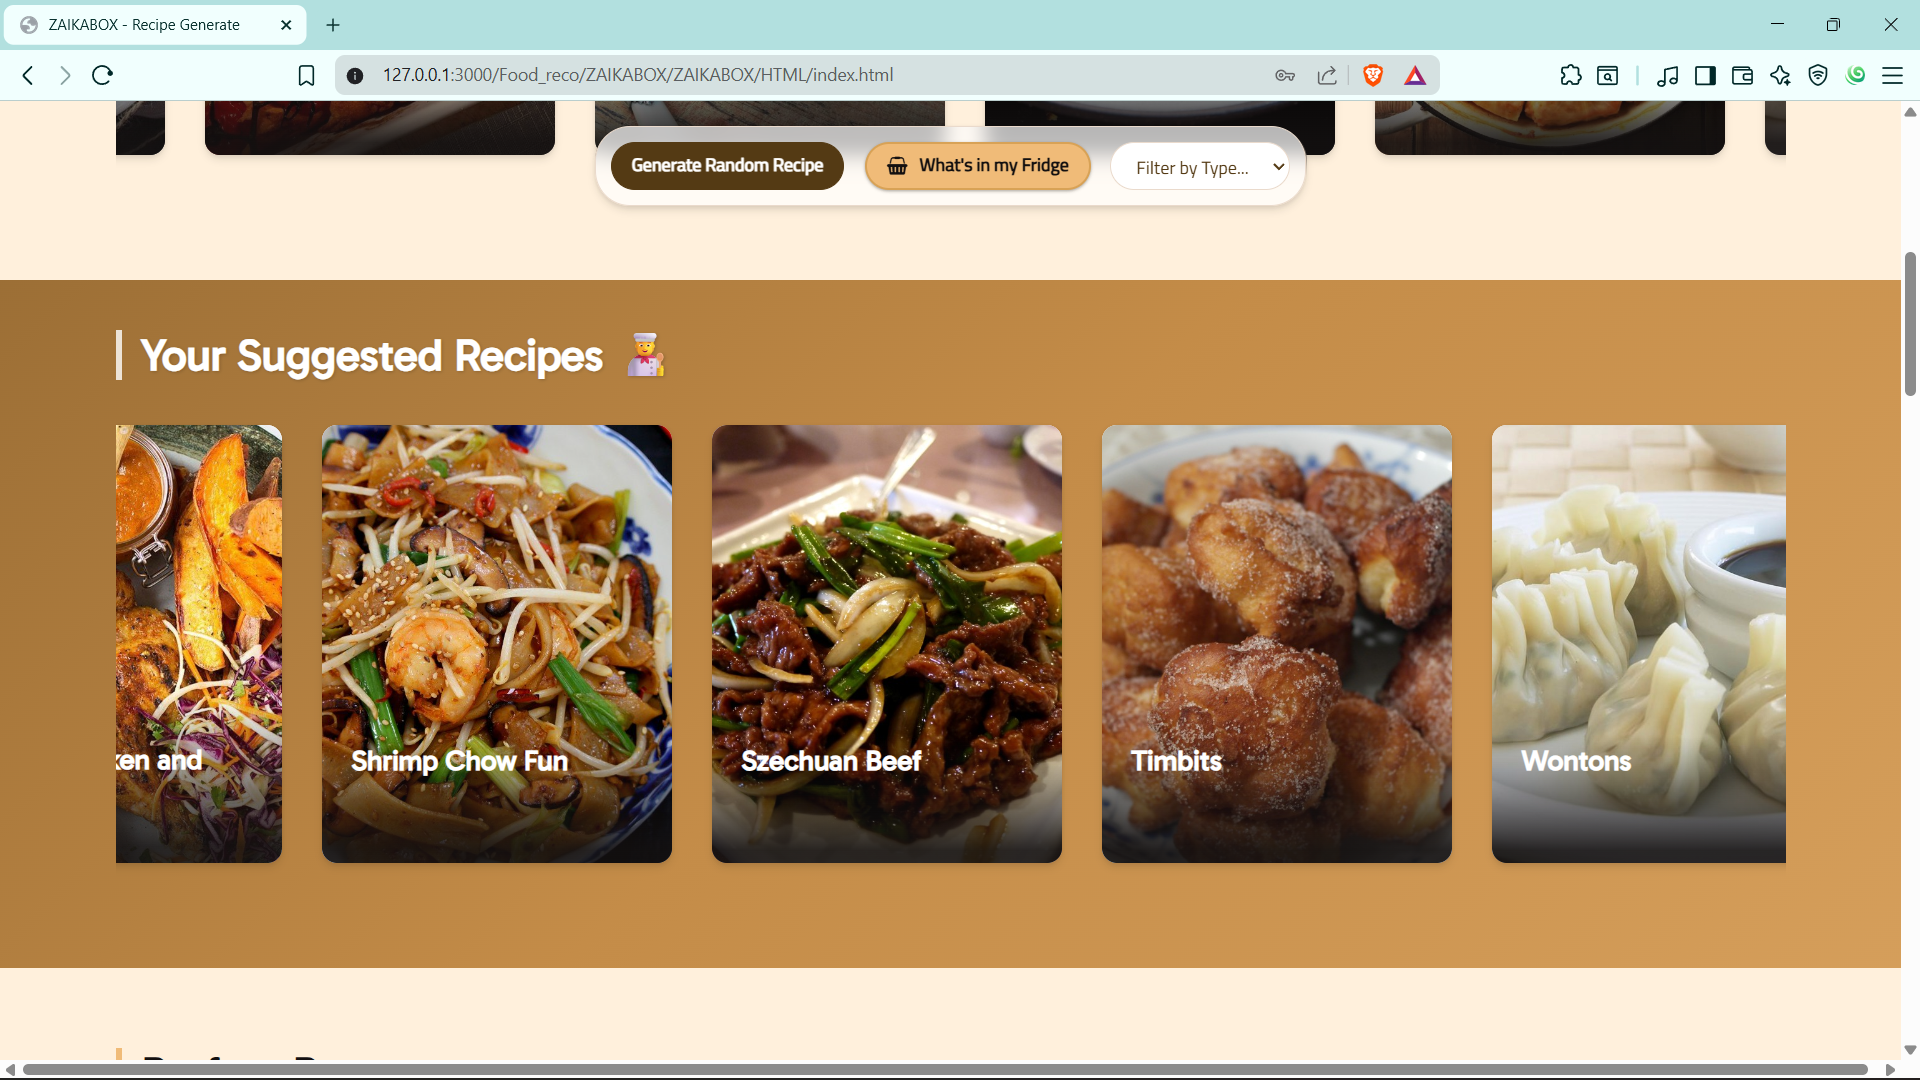 ZAIKABOX - Recipe Generate
127.0.0.1:3000/Food_reco/ZAIKABOX/ZAIKABOX/HTML/index.html
Generate Random Recipe
What's in my Fridge
Filter by Type...
Your Suggested Recipes
ken and
Shrimp Chow Fun
Szechuan Beef
Timbits
Wontons